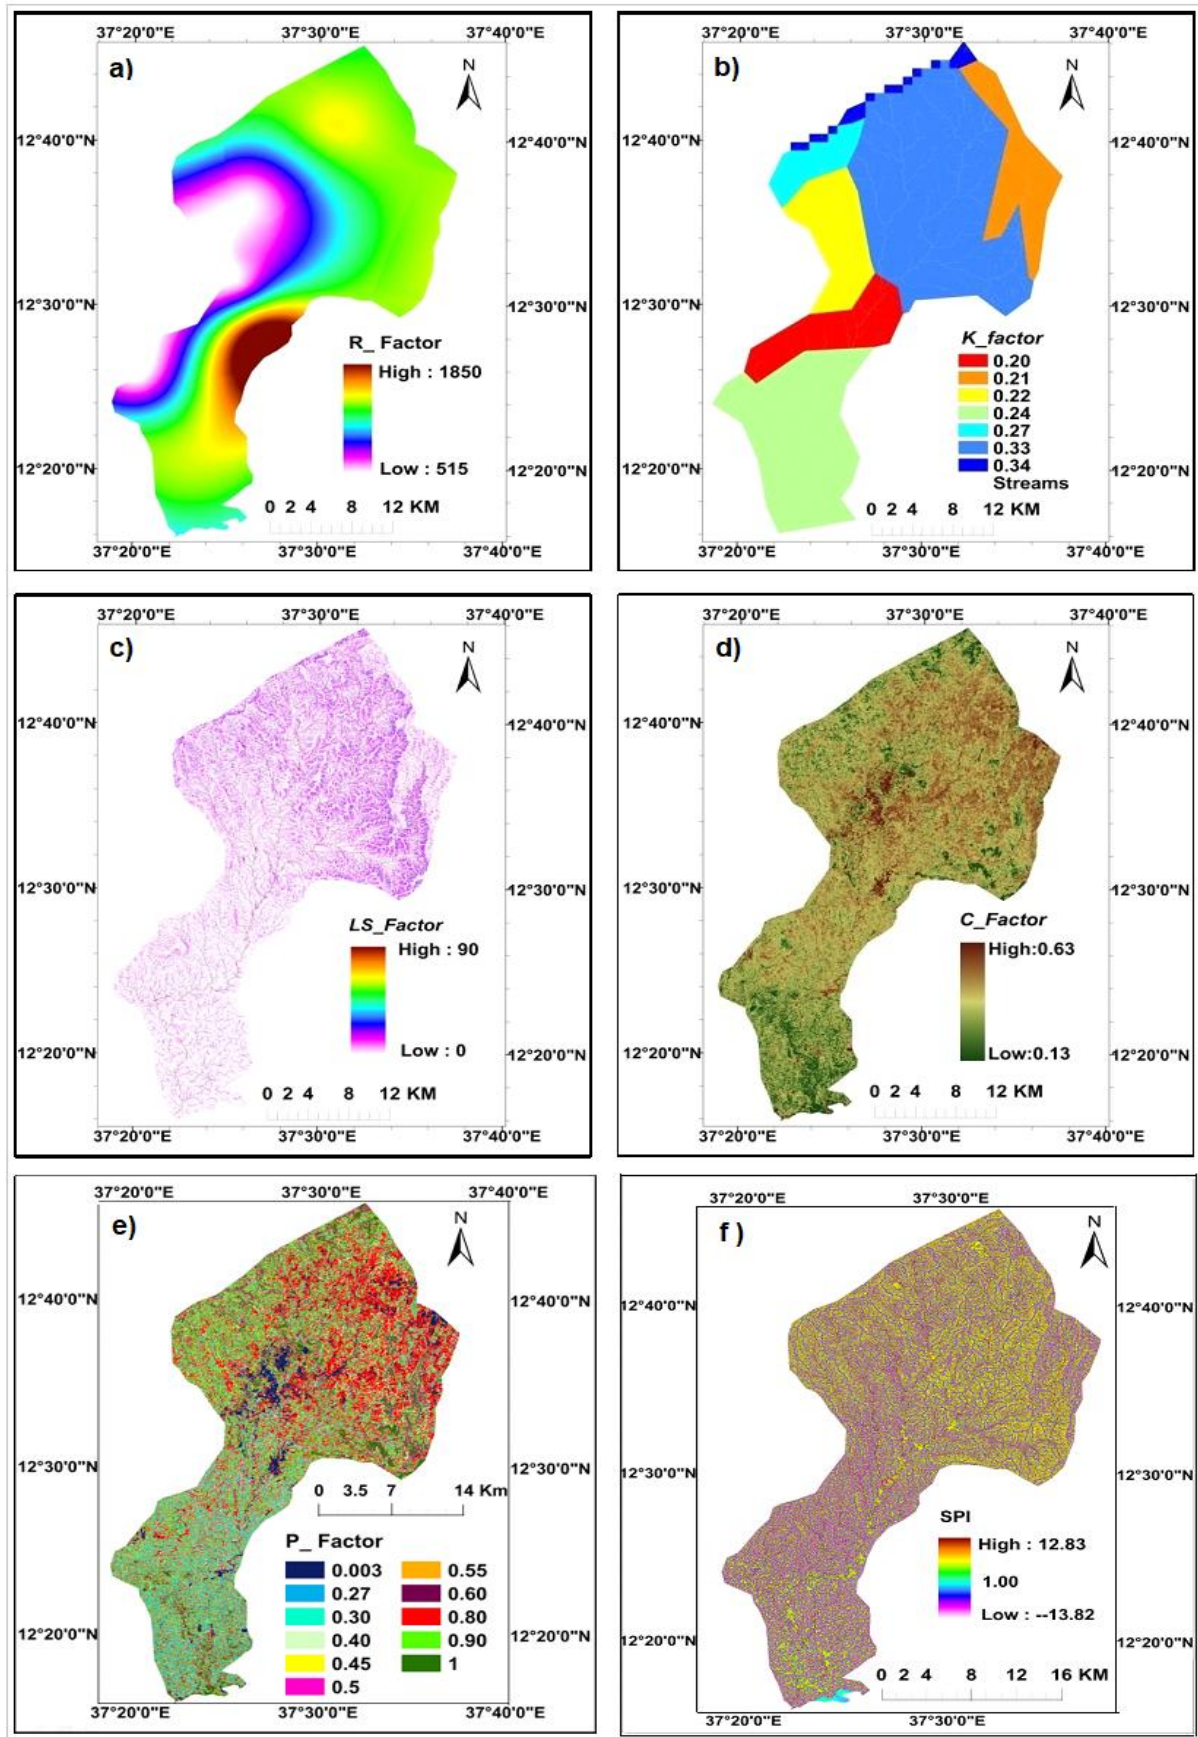 37°20'0"E 37°30'0"E 37°40'0"E
a)
N
12°40'0"N 12°40'0"N
12°30'0"N 12°30'0"N
R_ Factor
High : 1850
Low : 515
12°20'0"N 12°20'0"N
0 2 4 8 12 KM
37°20'0"E 37°30'0"E 37°40'0"E
37°20'0"E 37°30'0"E 37°40'0"E
b)
N
12°40'0"N 12°40'0"N
12°30'0"N 12°30'0"N
K_factor
0.20
0.21
0.22
0.24
0.27
0.33
0.34
Streams
12°20'0"N 12°20'0"N
0 2 4 8 12 KM
37°20'0"E 37°30'0"E 37°40'0"E
37°20'0"E 37°30'0"E 37°40'0"E
c)
N
12°40'0"N 12°40'0"N
12°30'0"N 12°30'0"N
LS_Factor
High : 90
Low : 0
12°20'0"N 12°20'0"N
0 2 4 8 12 KM
37°20'0"E 37°30'0"E 37°40'0"E
37°20'0"E 37°30'0"E 37°40'0"E
d)
N
12°40'0"N 12°40'0"N
12°30'0"N 12°30'0"N
C_Factor
High:0.63
Low:0.13
12°20'0"N 12°20'0"N
0 2 4 8 12 KM
37°20'0"E 37°30'0"E 37°40'0"E
37°20'0"E 37°30'0"E 37°40'0"E
e)
N
12°40'0"N 12°40'0"N
12°30'0"N 12°30'0"N
0 3.5 7 14 Km
P_ Factor
0.003 0.55
0.27 0.60
0.30 0.80
0.40 0.90
0.45 1
0.5
12°20'0"N 12°20'0"N
37°20'0"E 37°30'0"E 37°40'0"E
37°20'0"E 37°30'0"E
f )
N
12°40'0"N 12°40'0"N
12°30'0"N 12°30'0"N
SPI
High : 12.83
1.00
Low : --13.82
12°20'0"N 12°20'0"N
0 2 4 8 12 16 KM
37°20'0"E 37°30'0"E